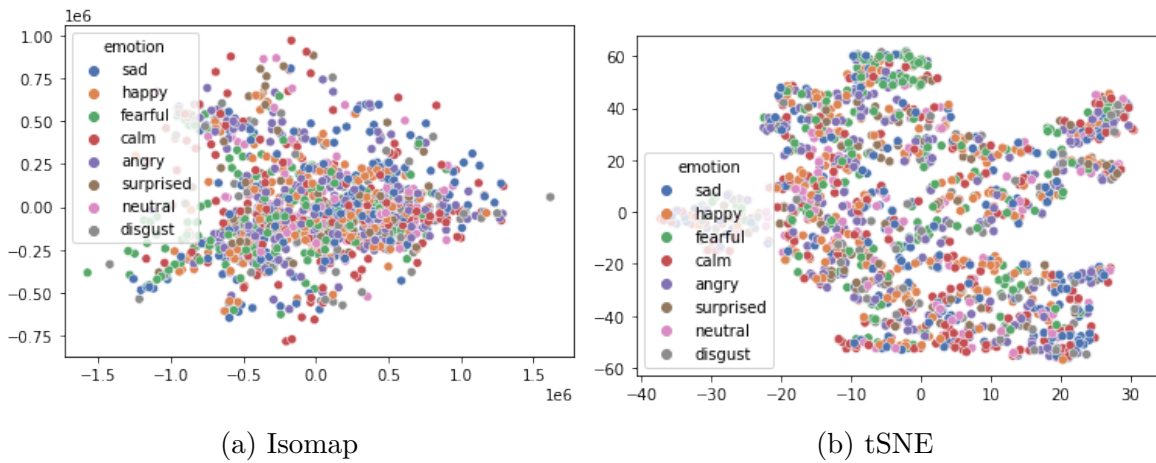 1e6
1.00
0.75
0.50
0.25
0.00
−0.25
−0.50
−0.75
emotion
sad
happy
fearful
calm
angry
surprised
neutral
disgust
−1.5
−1.0
−0.5
0.0
0.5
1.0
1.5
1e6
(a) Isomap
60
40
20
0
−20
−40
−60
emotion
sad
happy
fearful
calm
angry
surprised
neutral
disgust
−40
−30
−20
−10
0
10
20
30
(b) tSNE